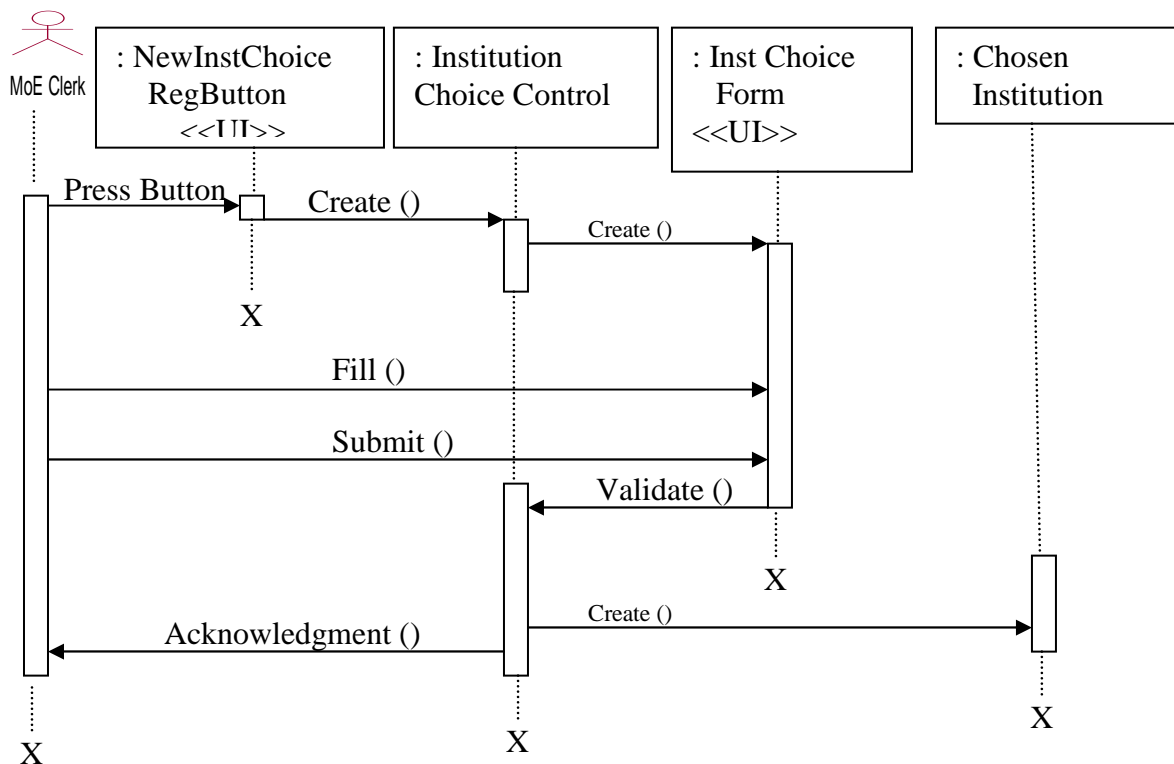 MoE Clerk
: NewInstChoice
RegButton
<<UI>>
: Institution
Choice Control
: Inst Choice
Form
<<UI>>
: Chosen
Institution
Press Button
Create ()
Create ()
X
Fill ()
Submit ()
Validate ()
X
Create ()
Acknowledgment ()
X
X
X